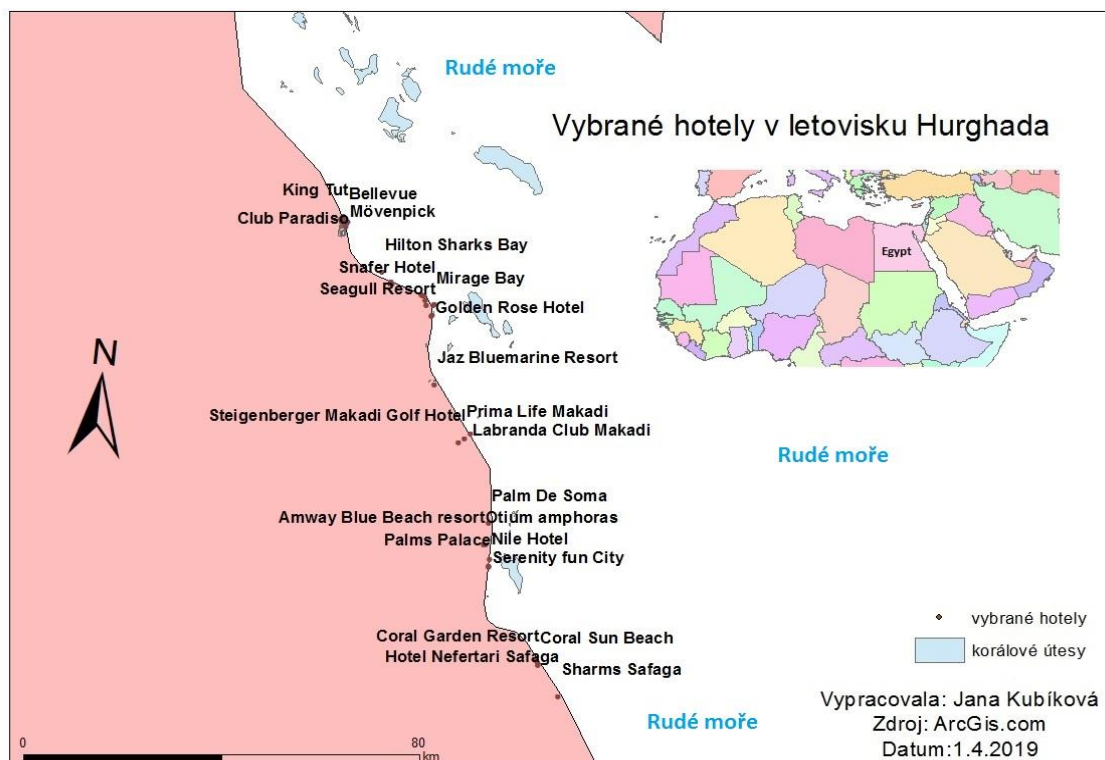 Rudé moře
Vybrané hotely v letovisku Hurghada
Egypt
King Tut
Bellevue
Mövenpick
Club Paradiso
Hilton Sharks Bay
Snafer Hotel
Mirage Bay
Seagull Resort
Golden Rose Hotel
Jaz Bluemarine Resort
Steigenberger Makadi Golf Hotel
Prima Life Makadi
Labranda Club Makadi
Rudé moře
Palm De Soma
Amway Blue Beach resort
Otium amphoras
Palms Palace
Nile Hotel
Serenity fun City
Coral Garden Resort
Coral Sun Beach
Hotel Nefertari Safaga
Sharms Safaga
N
vybrané hotely
korálové útesy
Rudé moře
Vypracovala: Jana Kubíková
Zdroj: ArcGis.com
Datum:1.4.2019
0
80
km